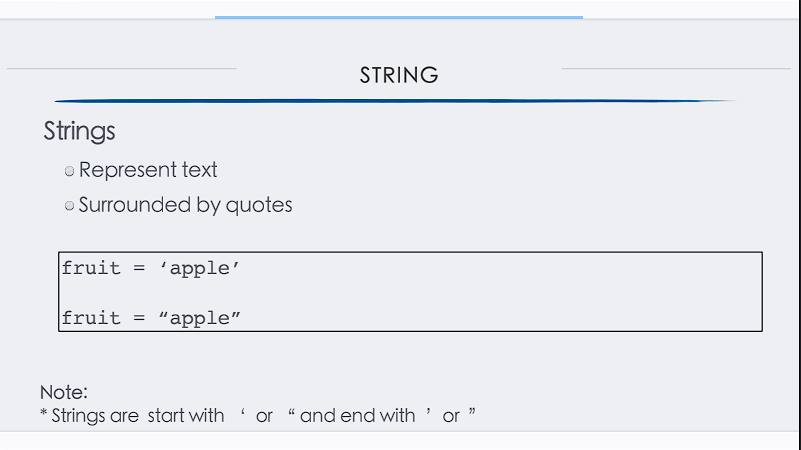 STRING
Strings
Represent text
Surrounded by quotes
fruit = ‘apple’
fruit = “apple”
Note:
* Strings are start with ‘ or “ and end with ’ or ”